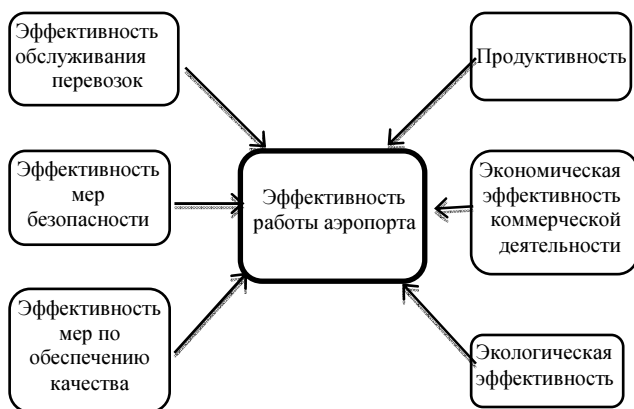 Эффективность
обслуживания
перевозок
Продуктивность
Эффективность
мер
безопасности
Эффективность
работы аэропорта
Экономическая
эффективность
коммерческой
деятельности
Эффективность
мер по
обеспечению
качества
Экологическая
эффективность